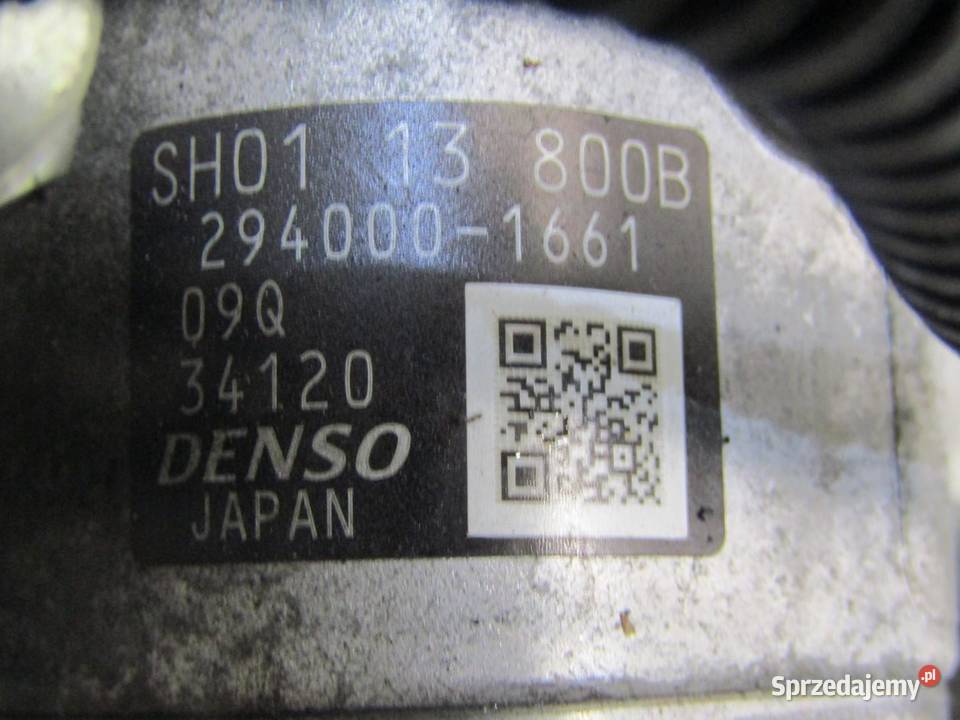 SH01 13 800B
294000-1661
09Q
34120
DENSO
JAPAN
Sprzedajemy.pl